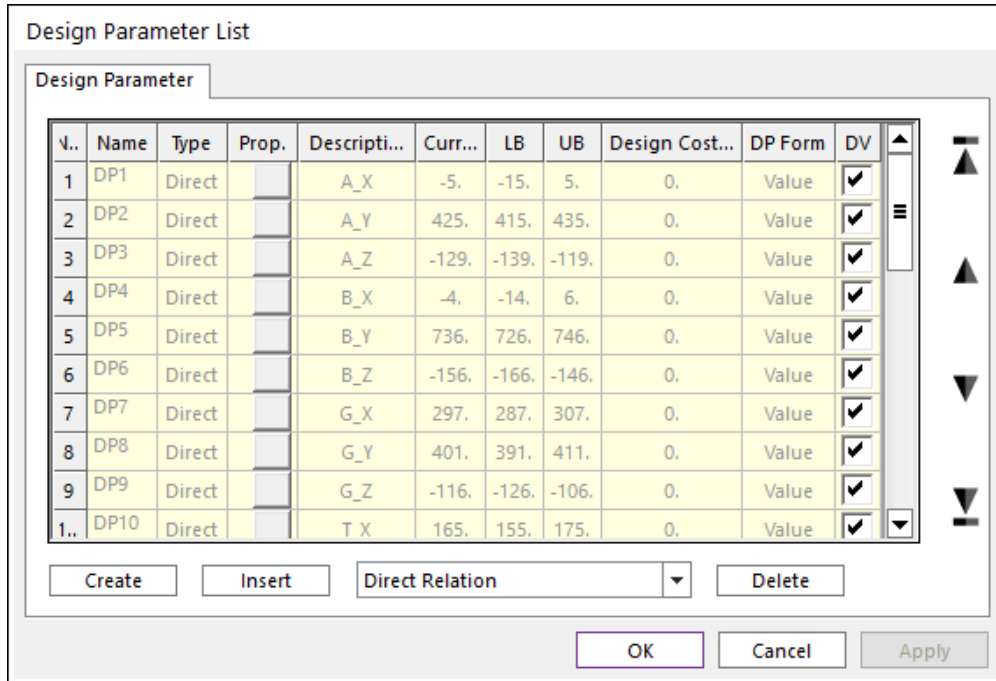 Design Parameter List
Design Parameter
N.. Name Type Prop. Descripti... Curr... LB UB Design Cost... DP Form DV
1 DP1 Direct A_X -5. -15. 5. 0. Value
2 DP2 Direct A_Y 425. 415. 435. 0. Value
3 DP3 Direct A_Z -129. -139. -119. 0. Value
4 DP4 Direct B_X -4. -14. 6. 0. Value
5 DP5 Direct B_Y 736. 726. 746. 0. Value
6 DP6 Direct B_Z -156. -166. -146. 0. Value
7 DP7 Direct G_X 297. 287. 307. 0. Value
8 DP8 Direct G_Y 401. 391. 411. 0. Value
9 DP9 Direct G_Z -116. -126. -106. 0. Value
1.. DP10 Direct T_X 165. 155. 175. 0. Value
Create Insert Direct Relation Delete
OK Cancel Apply